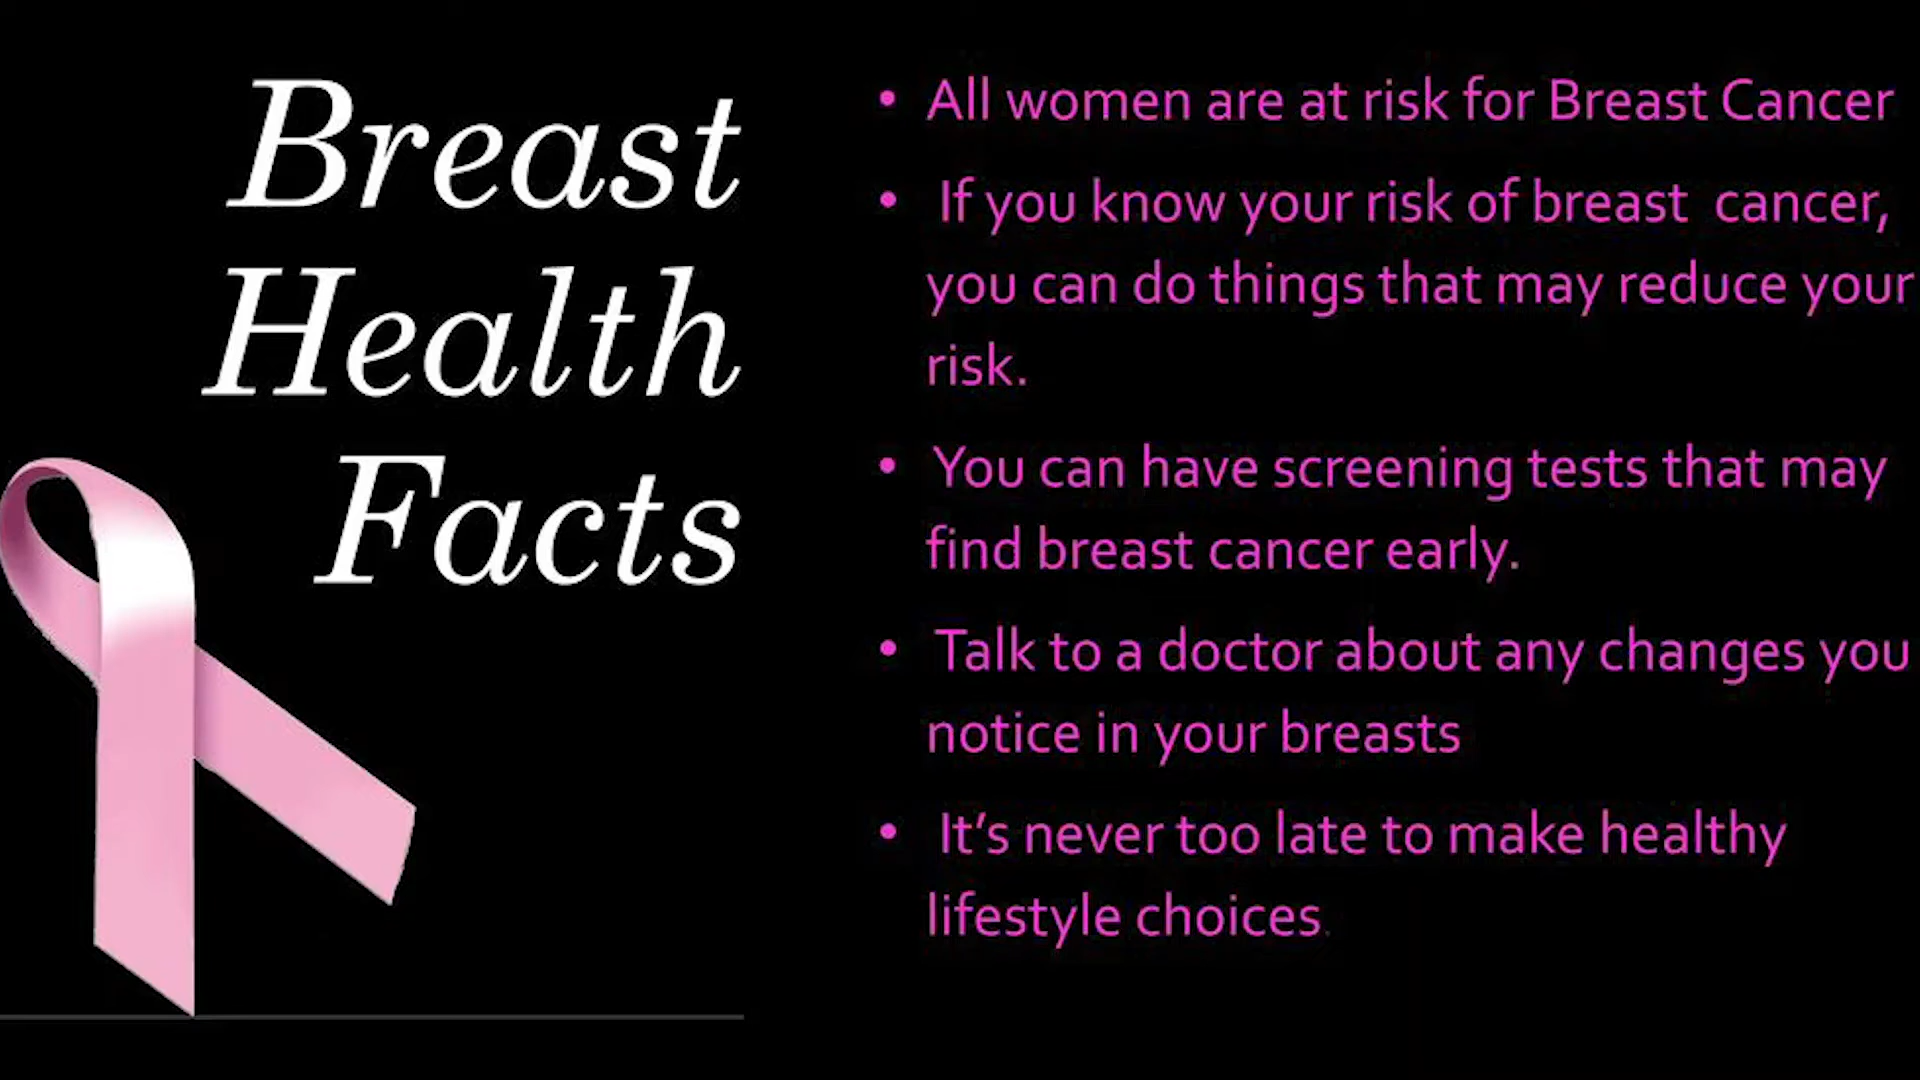 Breast
Health
Facts
• All women are at risk for Breast Cancer
• If you know your risk of breast cancer,
you can do things that may reduce your
risk.
• You can have screening tests that may
find breast cancer early.
• Talk to a doctor about any changes you
notice in your breasts
• It’s never too late to make healthy
lifestyle choices.